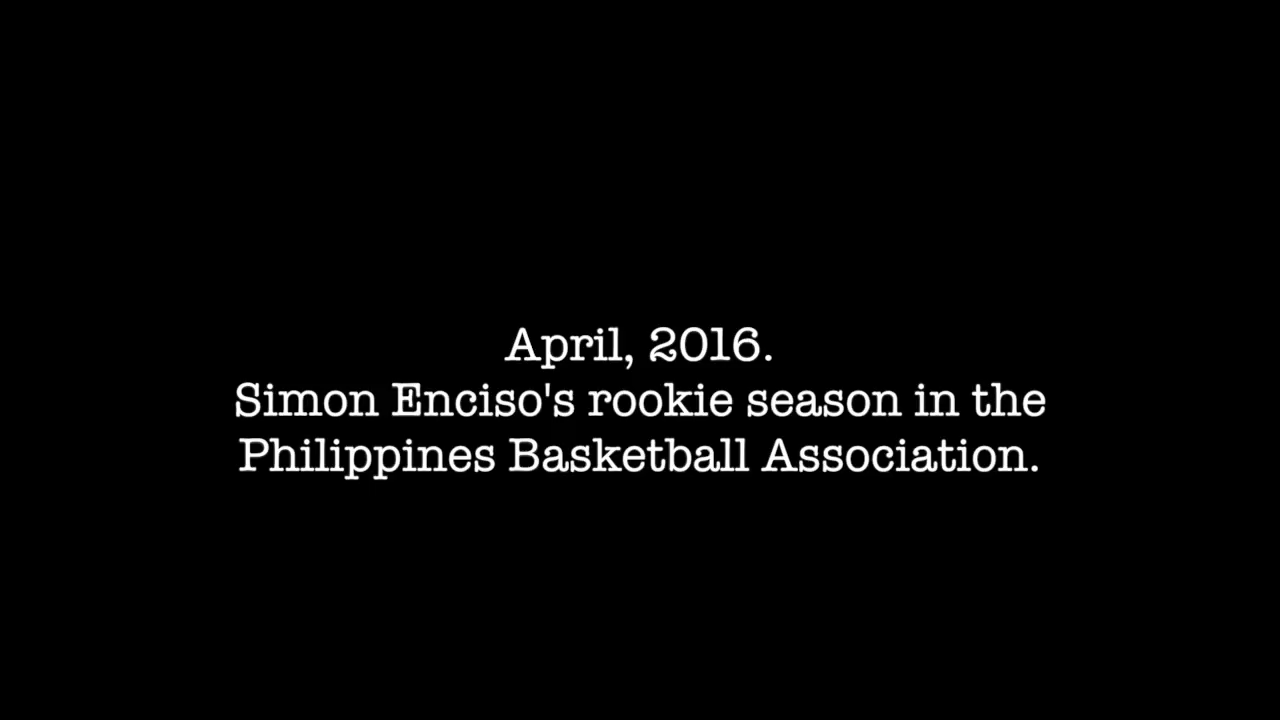 April, 2016.
Simon Enciso's rookie season in the
Philippines Basketball Association.